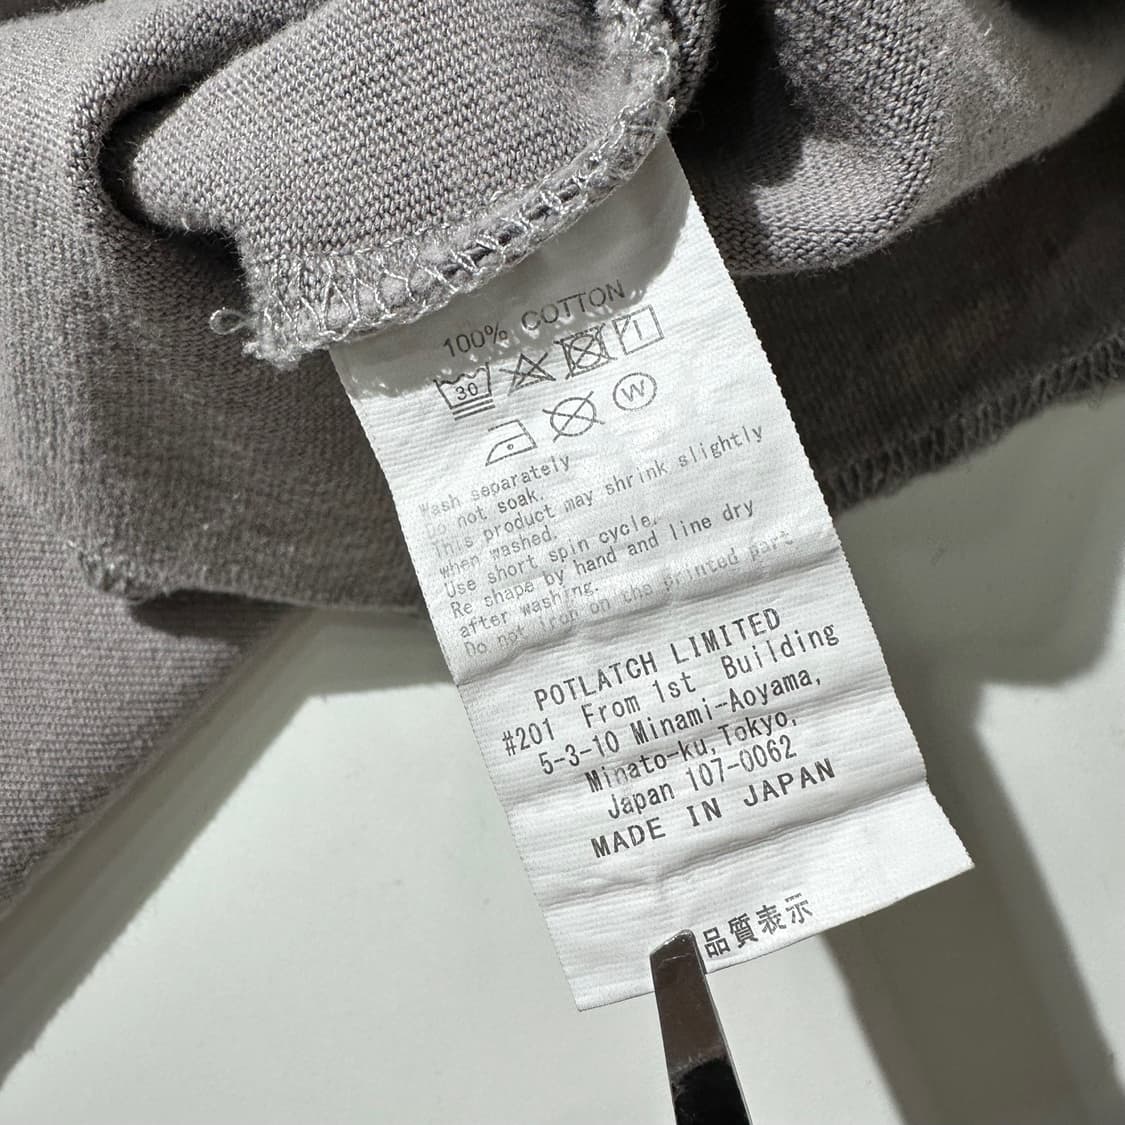 100% COTTON
30
W
Wash separately
Do not soak.
This product may shrink slightly
when washed.
Use short spin cycle.
Re shape by hand and line dry
after washing.
Do not iron on the printed part
POTLATCH LIMITED
#201 From 1st Building
5-3-10 Minami-Aoyama,
Minato-ku,Tokyo,
Japan 107-0062
MADE IN JAPAN
品質表示